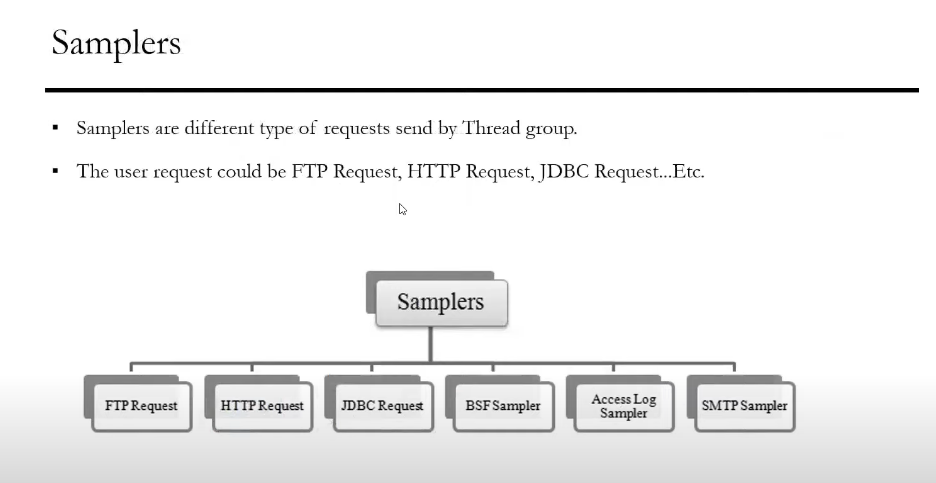 Samplers
▪ Samplers are different type of requests send by Thread group.
▪ The user request could be FTP Request, HTTP Request, JDBC Request...Etc.
Samplers
FTP Request
HTTP Request
JDBC Request
BSF Sampler
Access Log
Sampler
SMTP Sampler